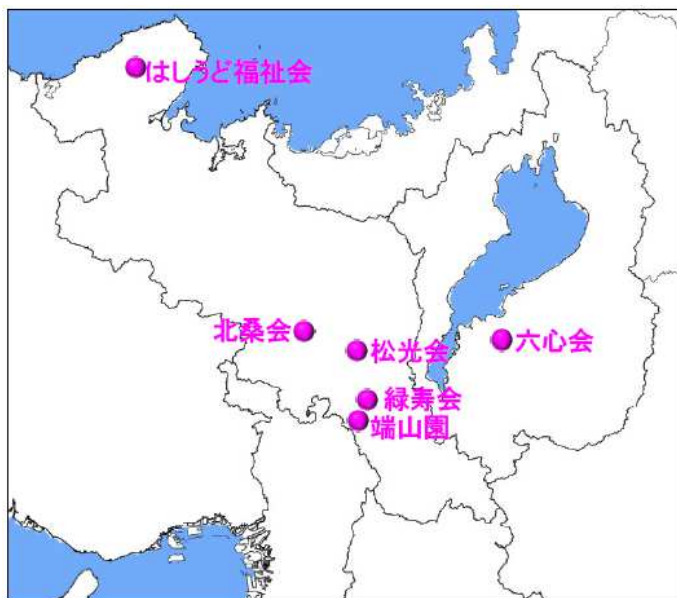 はしうど福祉会
北桑会
松光会
六心会
緑寿会
端山園